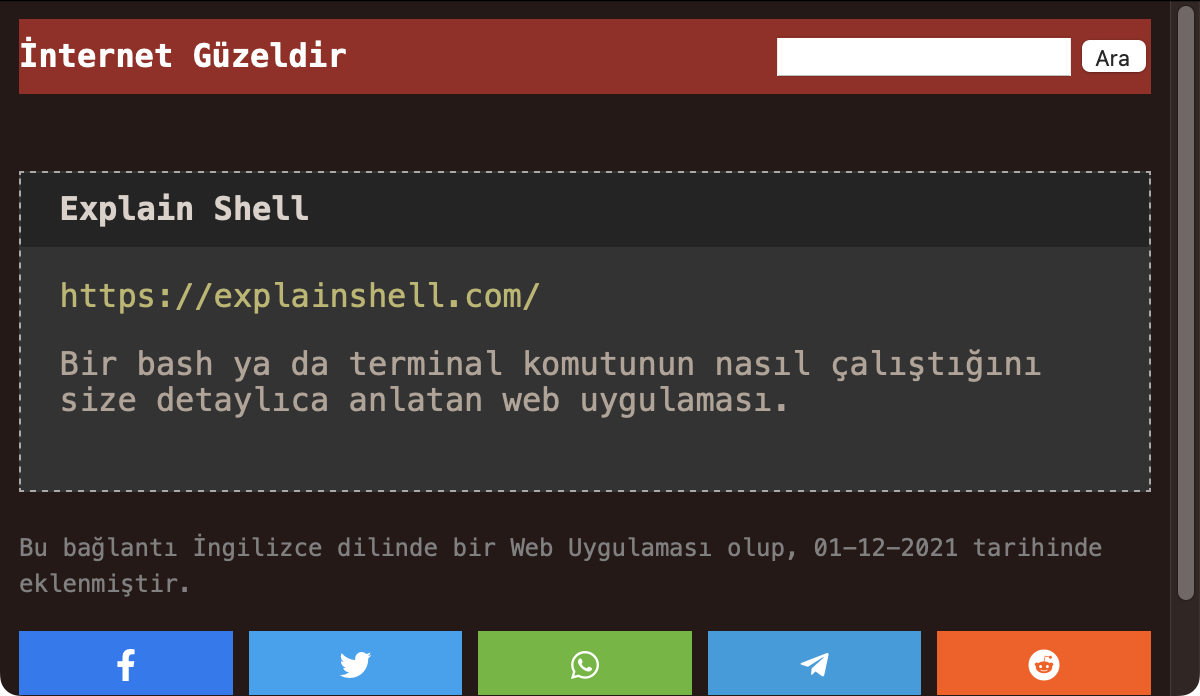 İnternet Güzeldir
Ara
Explain Shell
https://explainshell.com/
Bir bash ya da terminal komutunun nasıl çalıştığını
size detaylıca anlatan web uygulaması.
Bu bağlantı İngilizce dilinde bir Web Uygulaması olup, 01-12-2021 tarihinde
eklenmiştir.